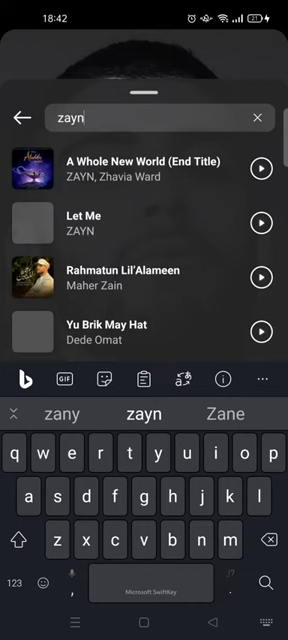 18:42
21
zayn
A Whole New World (End Title)
ZAYN, Zhavia Ward
Let Me
ZAYN
Rahmatun Lil'Alameen
Maher Zain
Yu Brik May Hat
Dede Omat
GIF
zany zayn Zane
q w e r t y u i o p
a s d f g h j k l
z x c v b n m
123 , Microsoft SwiftKey !? .